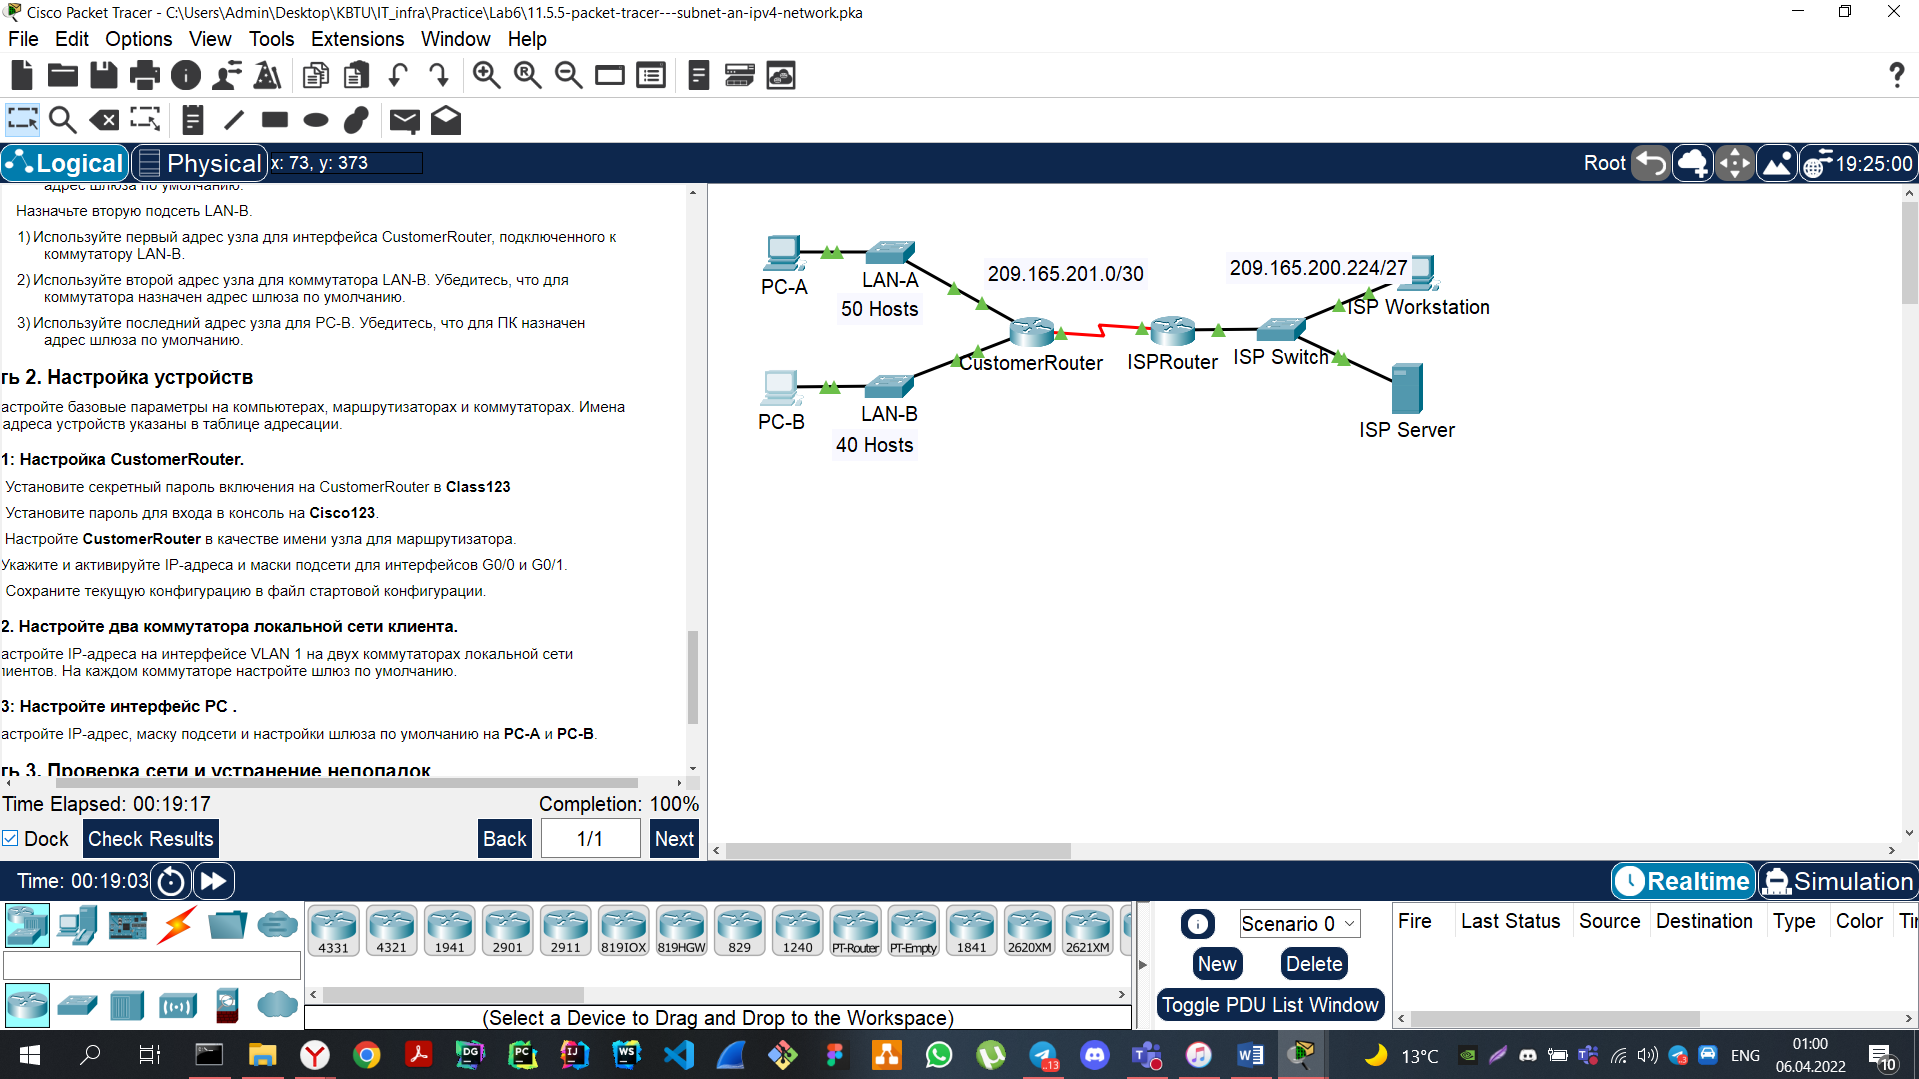 Cisco Packet Tracer - C:\Users\Admin\Desktop\KBTU\IT_infra\Practice\Lab6\11.5.5-packet-tracer---subnet-an-ipv4-network.pka
File Edit Options View Tools Extensions Window Help
Logical Physical x: 73, y: 373 Root 19:25:00
адрес шлюза по умолчанию.
Назначьте вторую подсеть LAN-B.
1) Используйте первый адрес узла для интерфейса CustomerRouter, подключенного к
коммутатору LAN-B.
2) Используйте второй адрес узла для коммутатора LAN-B. Убедитесь, что для
коммутатора назначен адрес шлюза по умолчанию.
3) Используйте последний адрес узла для PC-B. Убедитесь, что для ПК назначен
адрес шлюза по умолчанию.
ть 2. Настройка устройств
астройте базовые параметры на компьютерах, маршрутизаторах и коммутаторах. Имена
адреса устройств указаны в таблице адресации.
1: Настройка CustomerRouter.
Установите секретный пароль включения на CustomerRouter в Class123
Установите пароль для входа в консоль на Cisco123.
Настройте CustomerRouter в качестве имени узла для маршрутизатора.
Укажите и активируйте IP-адреса и маски подсети для интерфейсов G0/0 и G0/1.
Сохраните текущую конфигурацию в файл стартовой конфигурации.
2. Настройте два коммутатора локальной сети клиента.
астройте IP-адреса на интерфейсе VLAN 1 на двух коммутаторах локальной сети
лиентов. На каждом коммутаторе настройте шлюз по умолчанию.
3: Настройте интерфейс PC .
астройте IP-адрес, маску подсети и настройки шлюза по умолчанию на PC-A и PC-B.
ть 3. Проверка сети и устранение неполадок
Time Elapsed: 00:19:17 Completion: 100%
Dock Check Results Back 1/1 Next
PC-A
LAN-A
50 Hosts
209.165.201.0/30
209.165.200.224/27
ISP Workstation
CustomerRouter
ISPRouter
ISP Switch
PC-B
LAN-B
40 Hosts
ISP Server
Time: 00:19:03 Realtime Simulation
4331 4321 1941 2901 2911 819IOX 819HGW 829 1240 PT-Router PT-Empty 1841 2620XM 2621XM
(Select a Device to Drag and Drop to the Workspace)
Scenario 0
New Delete
Toggle PDU List Window
Fire Last Status Source Destination Type Color Ti
13°C ENG 01:00
06.04.2022
10